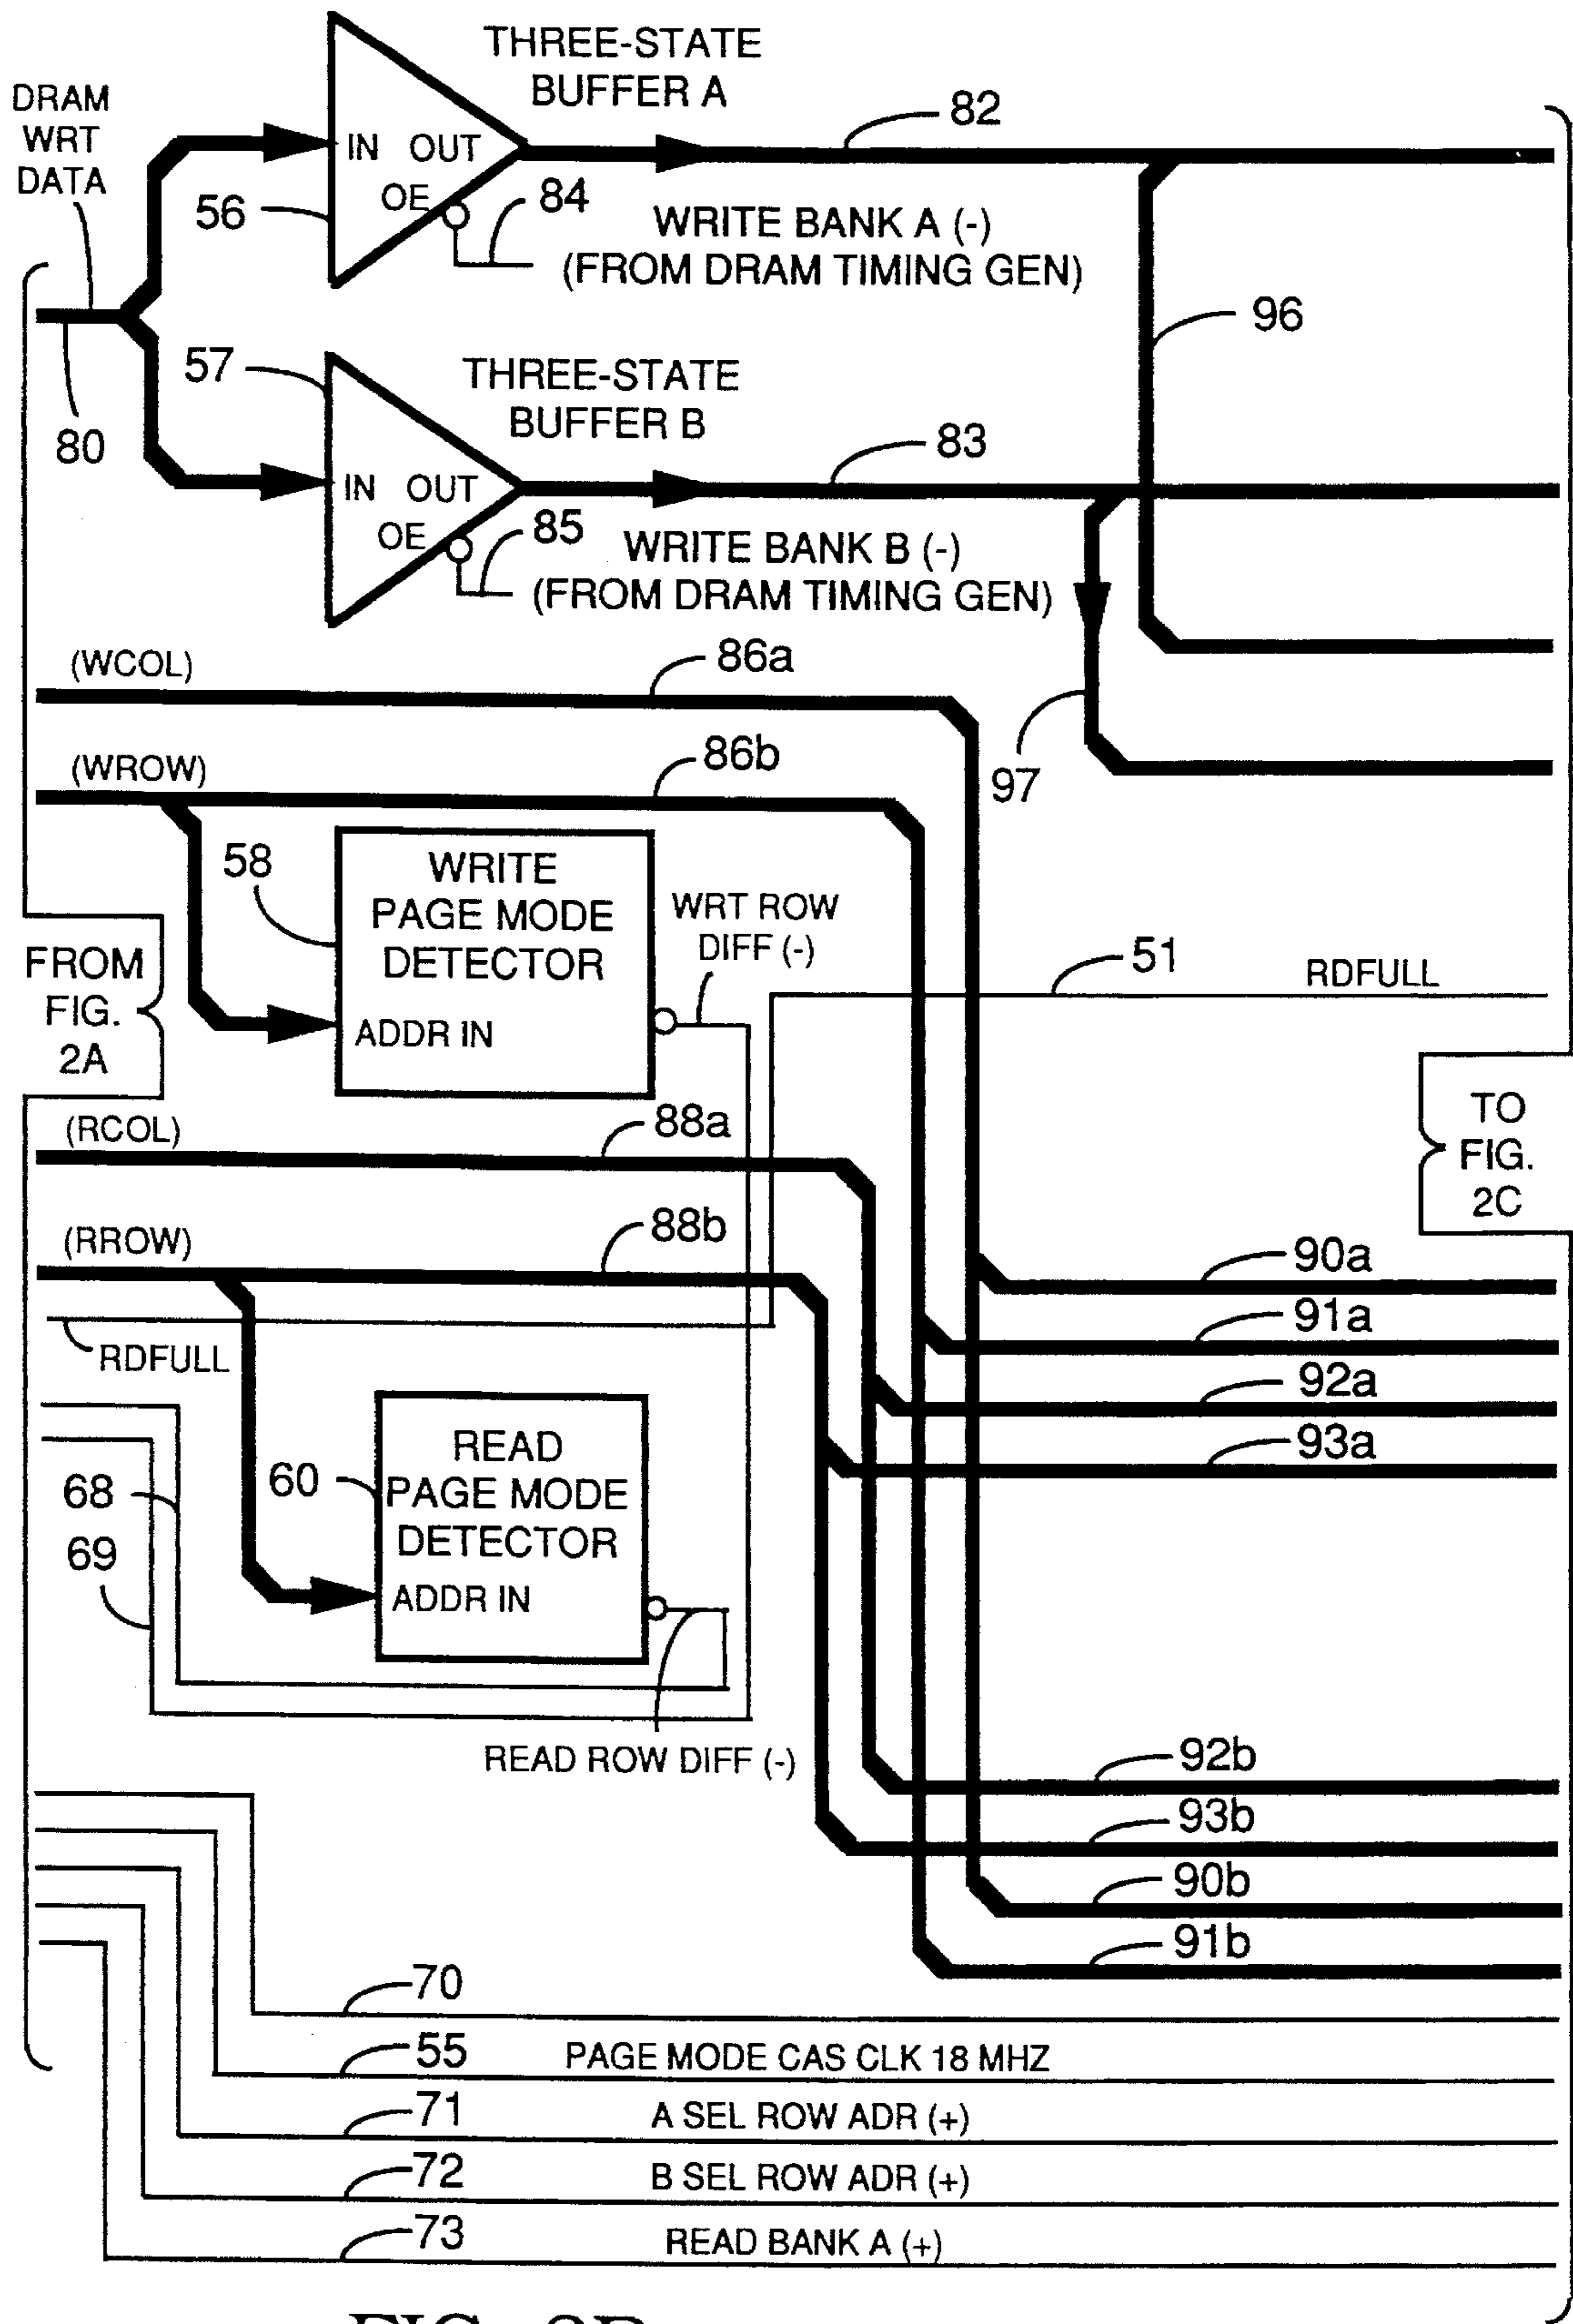 THREE-STATE
BUFFER A
DRAM
WRT
DATA
82
IN OUT
OE
84
56
WRITE BANK A (-)
(FROM DRAM TIMING GEN)
96
57
THREE-STATE
BUFFER B
80
83
IN OUT
OE
85
WRITE BANK B (-)
(FROM DRAM TIMING GEN)
(WCOL)
86a
(WROW)
86b
97
58
WRITE
PAGE MODE
DETECTOR
ADDR IN
WRT ROW
DIFF (-)
51
RDFULL
FROM
FIG.
2A
TO
FIG.
2C
(RCOL)
88a
(RROW)
88b
90a
91a
RDFULL
92a
93a
68
69
60
READ
PAGE MODE
DETECTOR
ADDR IN
READ ROW DIFF (-)
92b
93b
90b
91b
70
55
PAGE MODE CAS CLK 18 MHZ
71
A SEL ROW ADR (+)
72
B SEL ROW ADR (+)
73
READ BANK A (+)